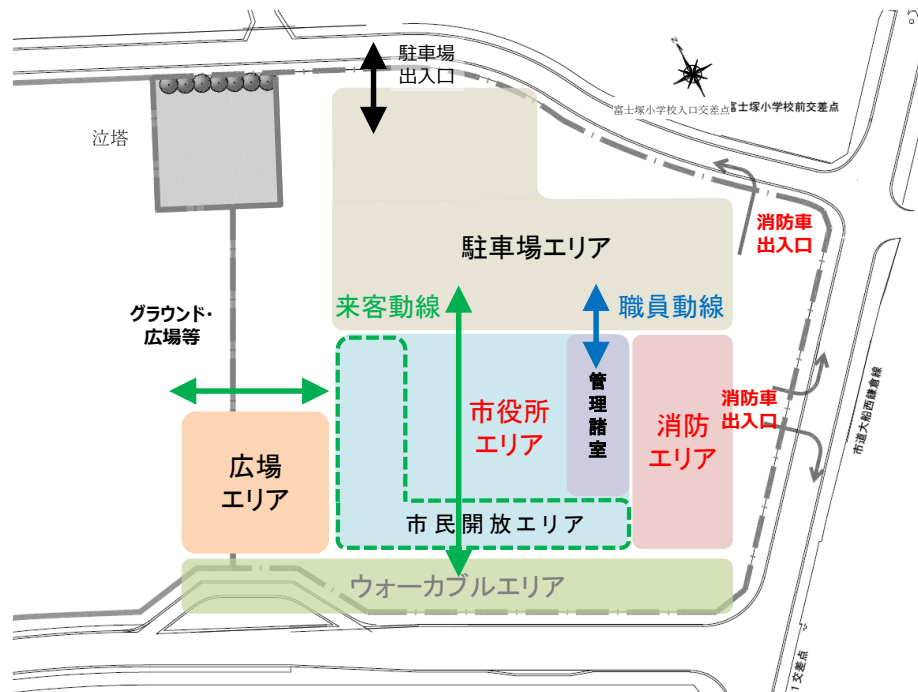 駐車場
出入口
N
富士塚小学校入口交差点
富士塚小学校前交差点
泣塔
消防車
出入口
駐車場エリア
グラウンド・
広場等
来客動線
職員動線
管理諸室
市役所
エリア
消防
エリア
消防車
出入口
市道大船西鎌倉線
広場
エリア
市民開放エリア
ウォーカブルエリア
交差点